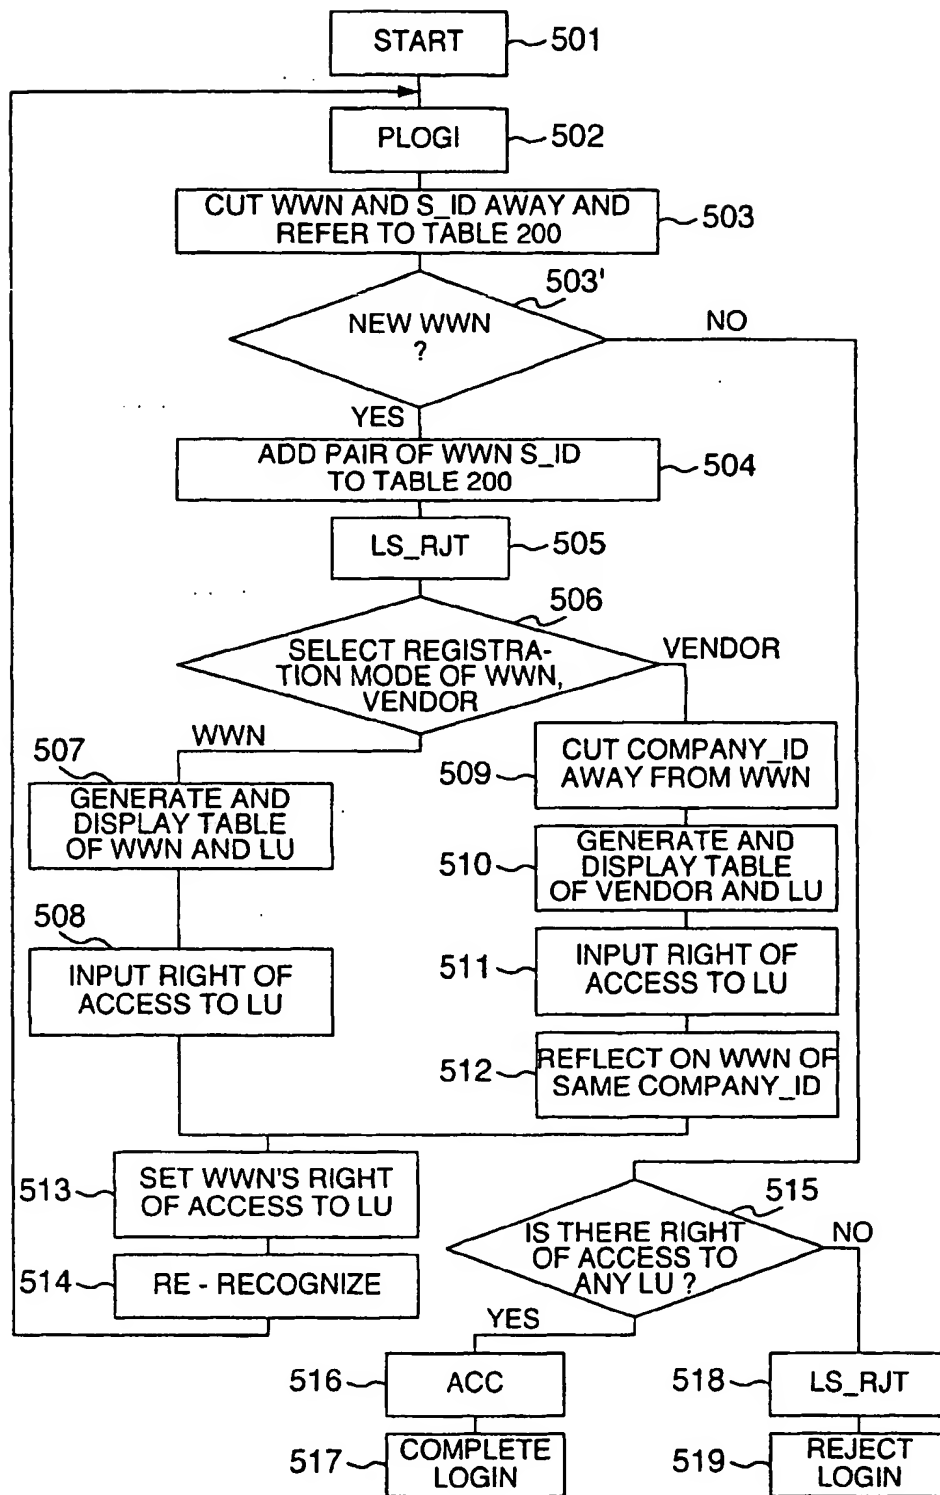 START
501
PLOGI
502
CUT WWN AND S_ID AWAY AND
REFER TO TABLE 200
503
503'
NEW WWN
?
NO
YES
ADD PAIR OF WWN S_ID
TO TABLE 200
504
LS_RJT
505
506
SELECT REGISTRA-
TION MODE OF WWN,
VENDOR
VENDOR
WWN
507
GENERATE AND
DISPLAY TABLE
OF WWN AND LU
508
INPUT RIGHT OF
ACCESS TO LU
509
CUT COMPANY_ID
AWAY FROM WWN
510
GENERATE AND
DISPLAY TABLE
OF VENDOR AND LU
511
INPUT RIGHT OF
ACCESS TO LU
512
REFLECT ON WWN OF
SAME COMPANY_ID
513
SET WWN'S RIGHT
OF ACCESS TO LU
514
RE - RECOGNIZE
515
IS THERE RIGHT
OF ACCESS TO
ANY LU ?
NO
YES
516
ACC
517
COMPLETE
LOGIN
518
LS_RJT
519
REJECT
LOGIN